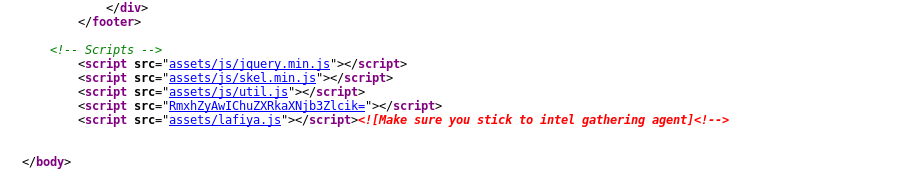 </div>
</footer>
<!-- Scripts -->
<script src="assets/js/jquery.min.js"></script>
<script src="assets/js/skel.min.js"></script>
<script src="assets/js/util.js"></script>
<script src="RmxhZyAwIChuZXRkaXNjb3Zlcik="></script>
<script src="assets/lafiya.js"></script><![Make sure you stick to intel gathering agent]<!-->
</body>